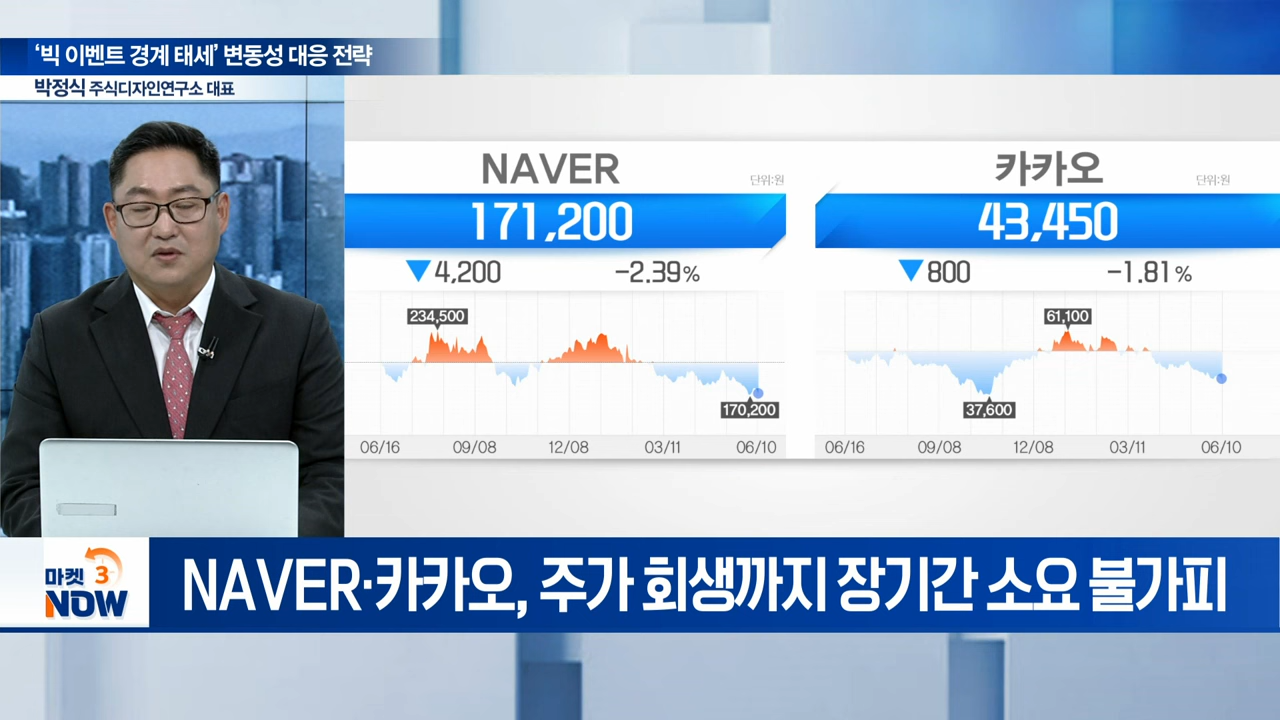 ‘빅 이벤트 경계 태세’ 변동성 대응 전략
박정식 주식디자인연구소 대표
NAVER
단위:원
171,200
▼4,200 -2.39%
234,500
170,200
06/16 09/08 12/08 03/11 06/10
카카오
단위:원
43,450
▼800 -1.81%
61,100
37,600
06/16 09/08 12/08 03/11 06/10
마켓 3
NOW
NAVER·카카오, 주가 회생까지 장기간 소요 불가피